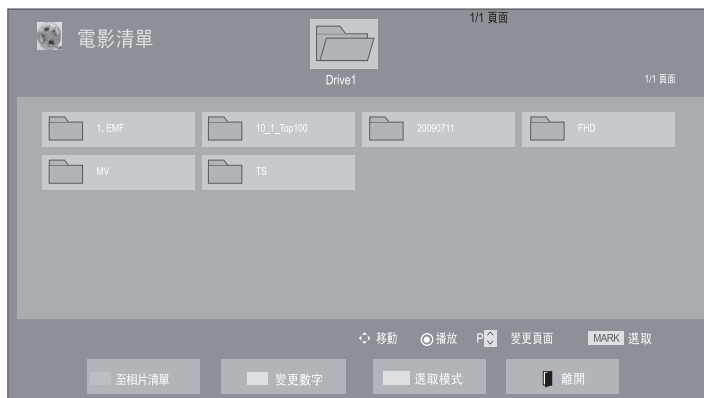 1/1 頁面
電影清單
Drive1
1/1 頁面
1. EMF
10_1_Top100
20090711
FHD
MV
TS
移動 播放 P 變更頁面 MARK 選取
至相片清單 變更數字 選取模式 離開